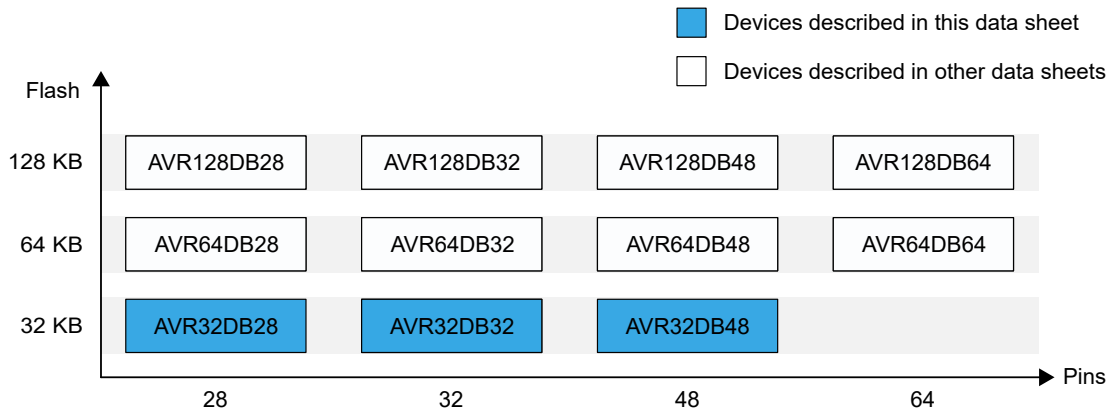 Devices described in this data sheet
Devices described in other data sheets
Flash
128 KB AVR128DB28 AVR128DB32 AVR128DB48 AVR128DB64
64 KB AVR64DB28 AVR64DB32 AVR64DB48 AVR64DB64
32 KB AVR32DB28 AVR32DB32 AVR32DB48
Pins
28 32 48 64